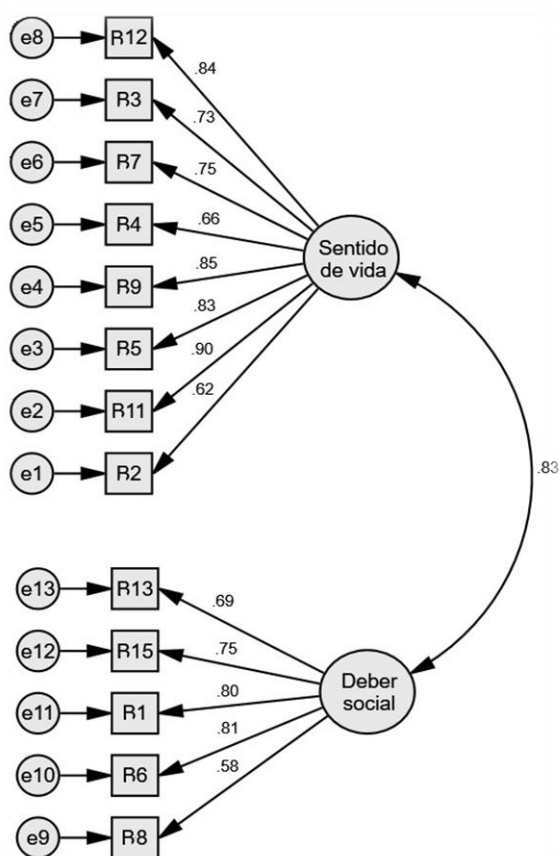 e8 R12
.84
e7 R3
.73
e6 R7
.75
e5 R4
.66
Sentido
de vida
e4 R9
.85
e3 R5
.83
.90
e2 R11
.62
e1 R2
.83
e13 R13
.69
e12 R15
.75
Deber
social
e11 R1
.80
e10 R6
.81
.58
e9 R8